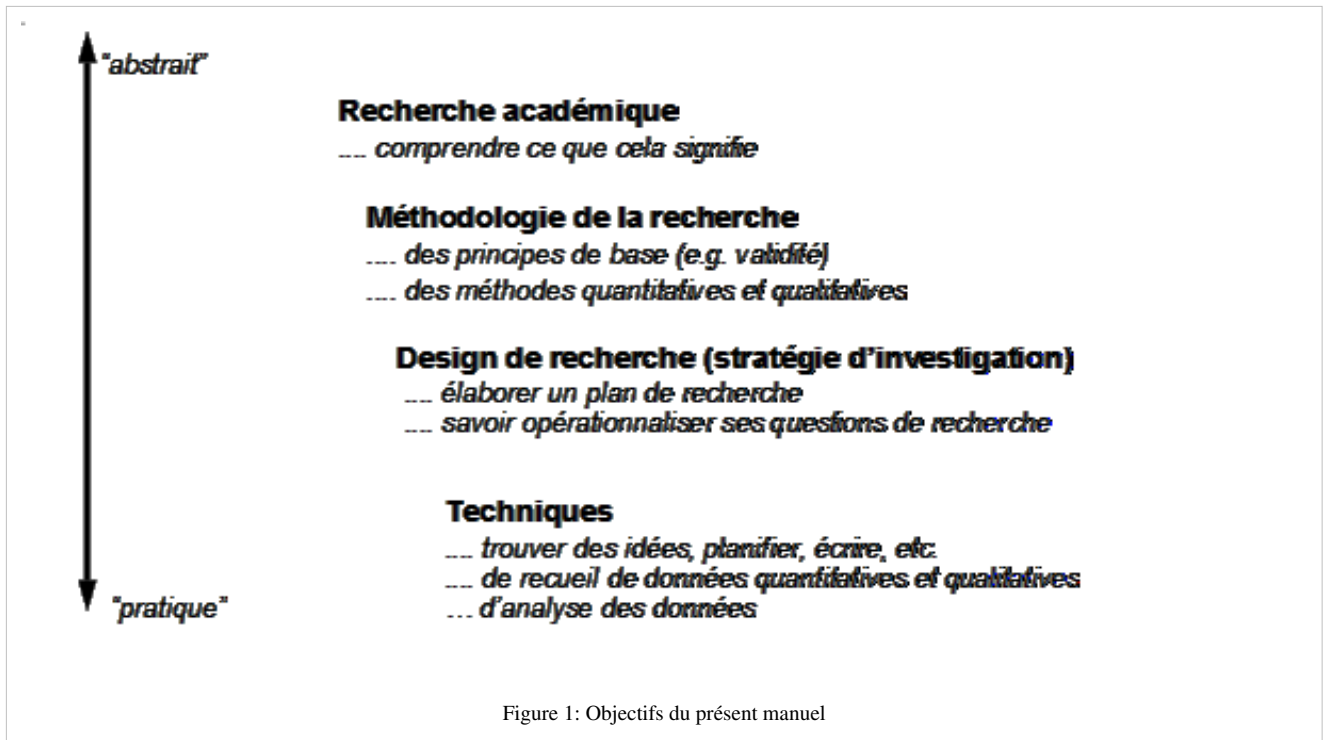 "abstrait"
Recherche académique
.... comprendre ce que cela signifie
Méthodologie de la recherche
.... des principes de base (e.g. validité)
.... des méthodes quantitatives et qualitatives
Design de recherche (stratégie d'investigation)
.... élaborer un plan de recherche
.... savoir opérationnaliser ses questions de recherche
Techniques
.... trouver des idées, planifier, écrire, etc.
.... de recueil de données quantitatives et qualitatives
"pratique"
... d'analyse des données
Figure 1: Objectifs du présent manuel